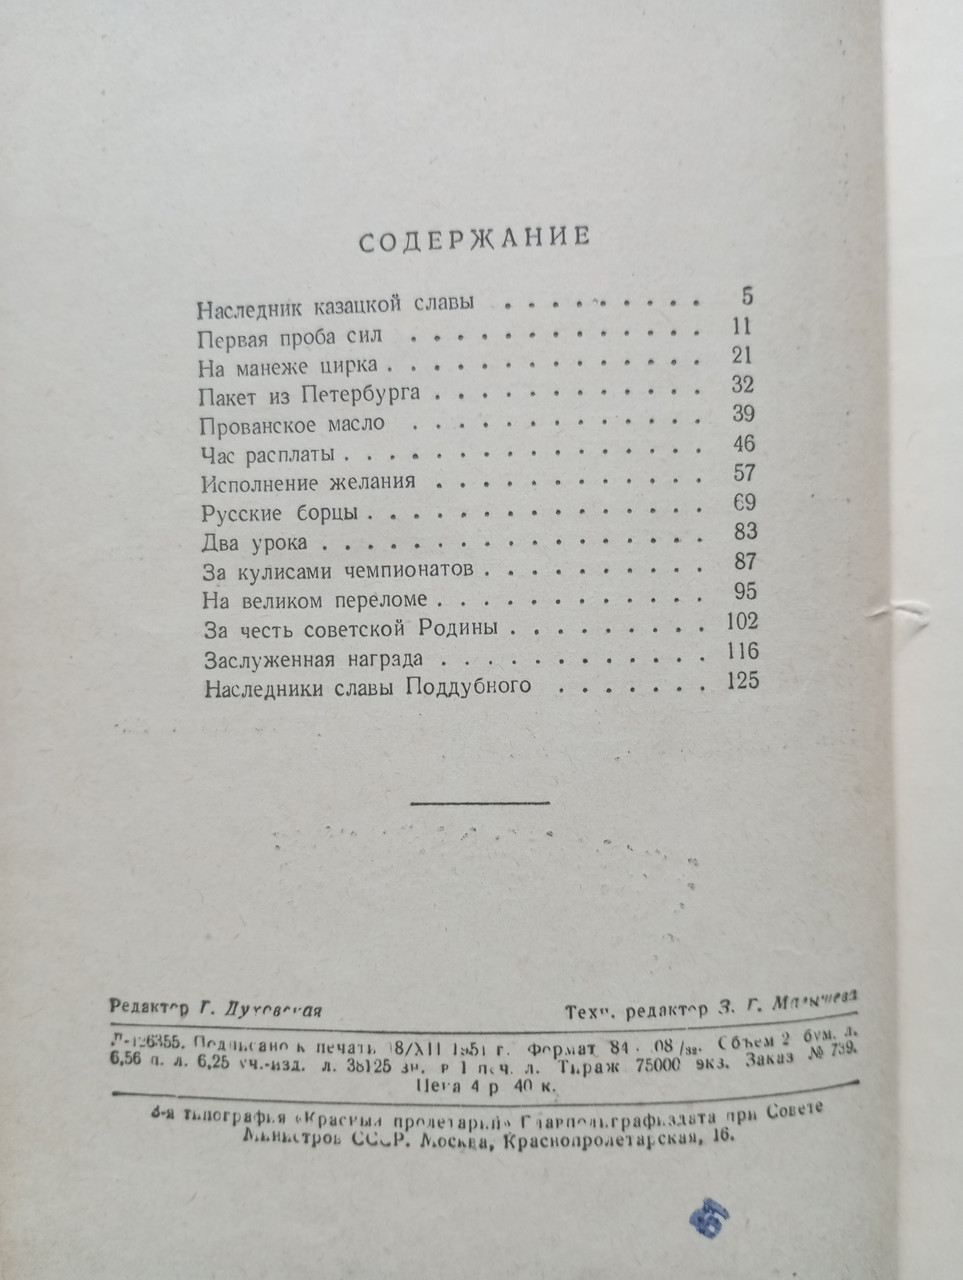 СОДЕРЖАНИЕ
Наследник казацкой славы . . . . . . . . . 5
Первая проба сил . . . . . . . . . . . . . 11
На манеже цирка . . . . . . . . . . . . . . 21
Пакет из Петербурга . . . . . . . . . . . . 32
Прованское масло . . . . . . . . . . . . . 39
Час расплаты . . . . . . . . . . . . . . . . 46
Исполнение желания . . . . . . . . . . . . 57
Русские борцы . . . . . . . . . . . . . . . 69
Два урока . . . . . . . . . . . . . . . . . 83
За кулисами чемпионатов . . . . . . . . . . 87
На великом переломе . . . . . . . . . . . . 95
За честь советской Родины . . . . . . . . . 102
Заслуженная награда . . . . . . . . . . . . 116
Наследники славы Поддубного . . . . . . . 125
Редактор Г. Техн. редактор З. Г.
Подписано к печати 18/XII 1951 г. Формат 84 08/32. Объем 2 бум. л.
6,56 п. л. 6,25 уч.-изд. л. 38125 зн. в 1 печ. л. Тираж 75000 экз. Заказ № 739.
Цена 4 р 40 к.
типография «Красный пролетарий» Главполиграфиздата при Совете
Министров СССР. Москва, Краснопролетарская, 16.